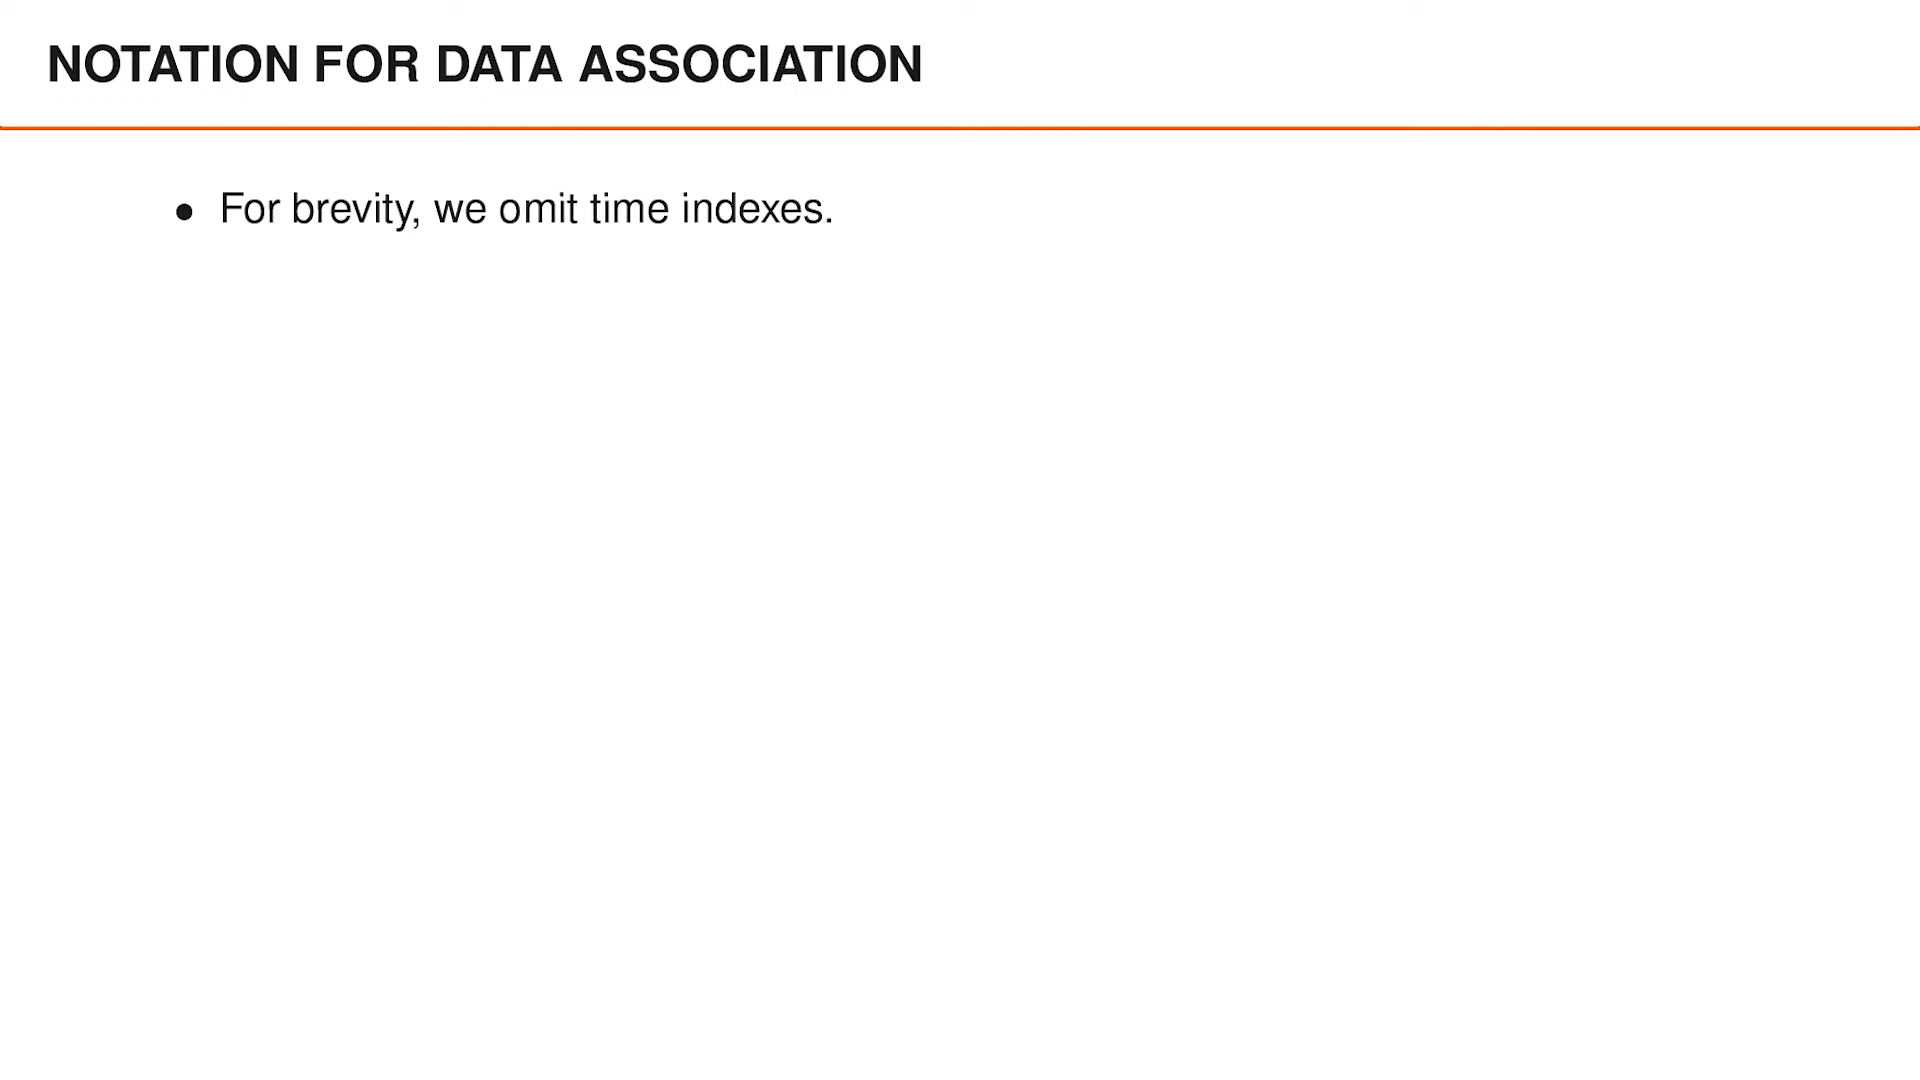 NOTATION FOR DATA ASSOCIATION
• For brevity, we omit time indexes.